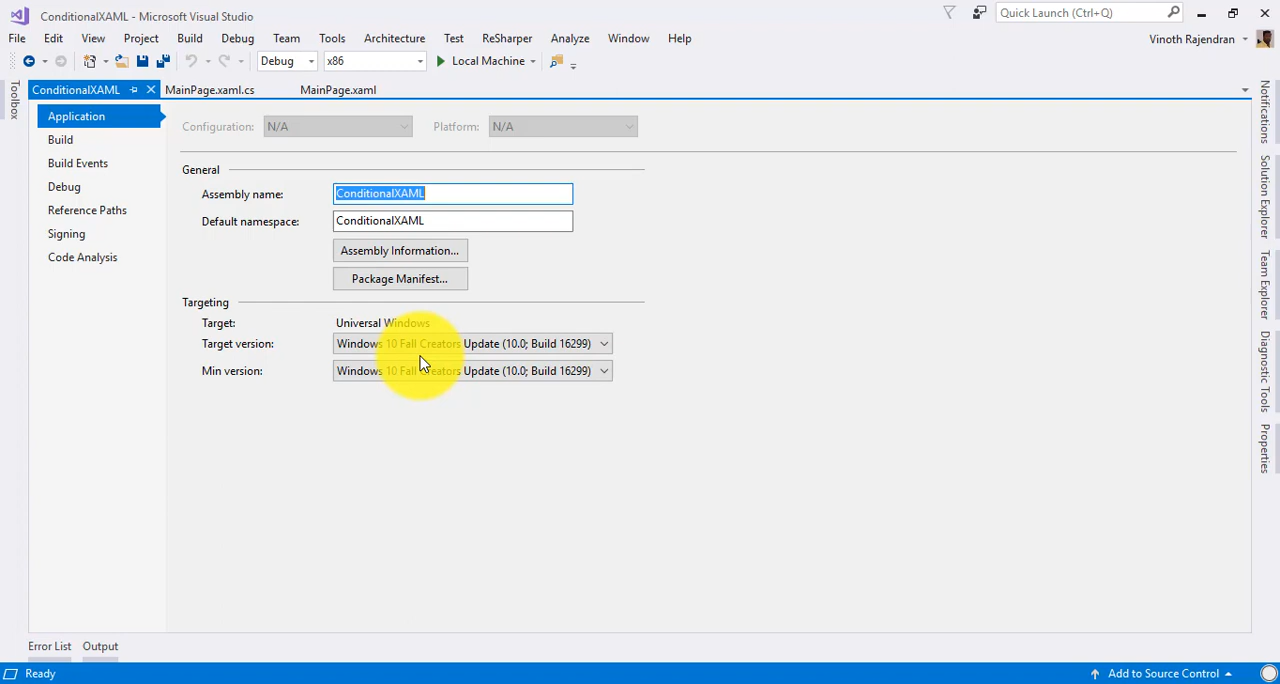 ConditionalXAML - Microsoft Visual Studio
Quick Launch (Ctrl+Q)
File Edit View Project Build Debug Team Tools Architecture Test ReSharper Analyze Window Help
Vinoth Rajendran
Debug x86 Local Machine
ConditionalXAML MainPage.xaml.cs MainPage.xaml
Toolbox
Application
Build
Build Events
Debug
Reference Paths
Signing
Code Analysis
Configuration: N/A Platform: N/A
General
Assembly name: ConditionalXAML
Default namespace: ConditionalXAML
Assembly Information...
Package Manifest...
Targeting
Target: Universal Windows
Target version: Windows 10 Fall Creators Update (10.0; Build 16299)
Min version: Windows 10 Fall Creators Update (10.0; Build 16299)
Notifications
Solution Explorer
Team Explorer
Diagnostic Tools
Properties
Error List Output
Ready
Add to Source Control